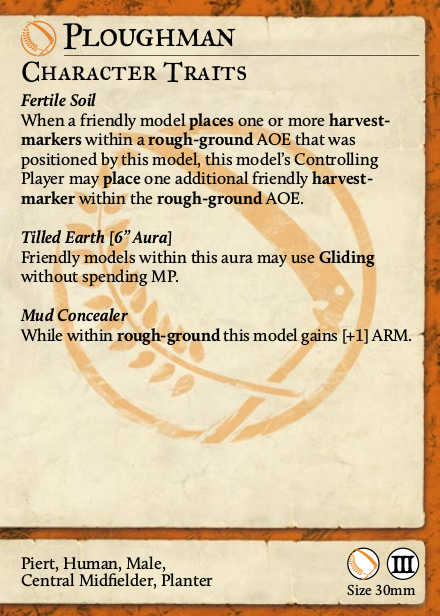 Ploughman
Character Traits
Fertile Soil
When a friendly model places one or more harvest-
markers within a rough-ground AOE that was
positioned by this model, this model's Controlling
Player may place one additional friendly harvest-
marker within the rough-ground AOE.
Tilled Earth [6” Aura]
Friendly models within this aura may use Gliding
without spending MP.
Mud Concealer
While within rough-ground this model gains [+1] ARM.
Piert, Human, Male,
Central Midfielder, Planter
III
Size 30mm